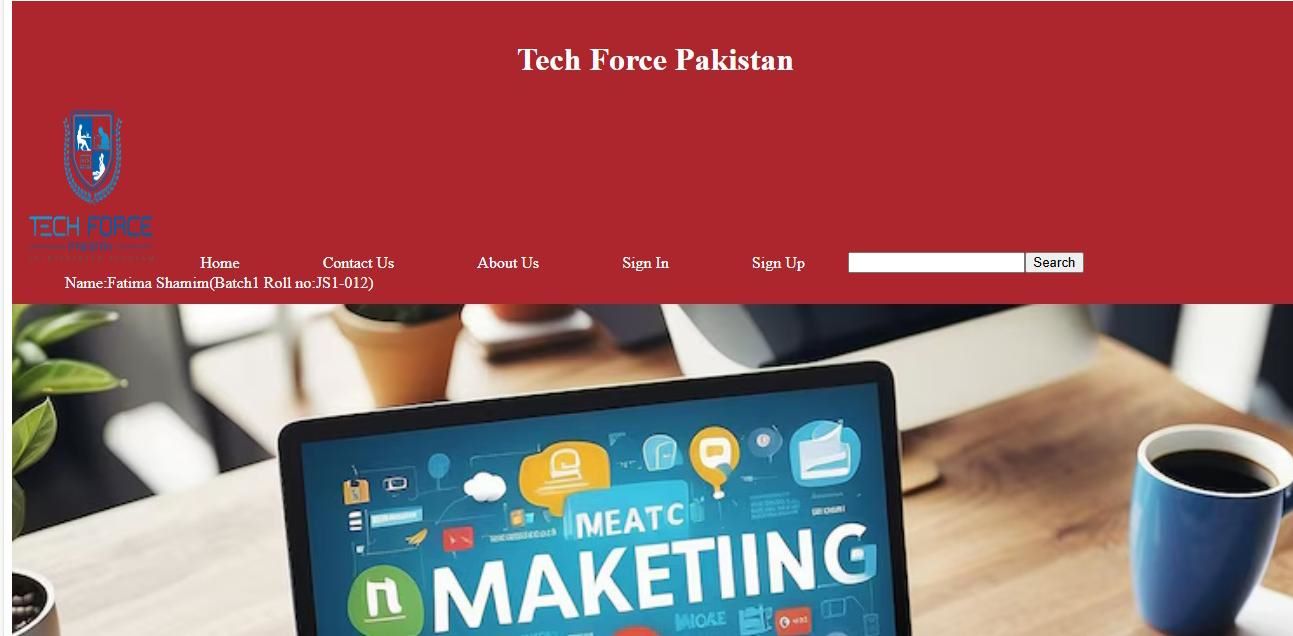 Tech Force Pakistan
TECH FORCE
Home Contact Us About Us Sign In Sign Up Search
Name:Fatima Shamim(Batch1 Roll no:JS1-012)
MEATC
MAKETIING
n